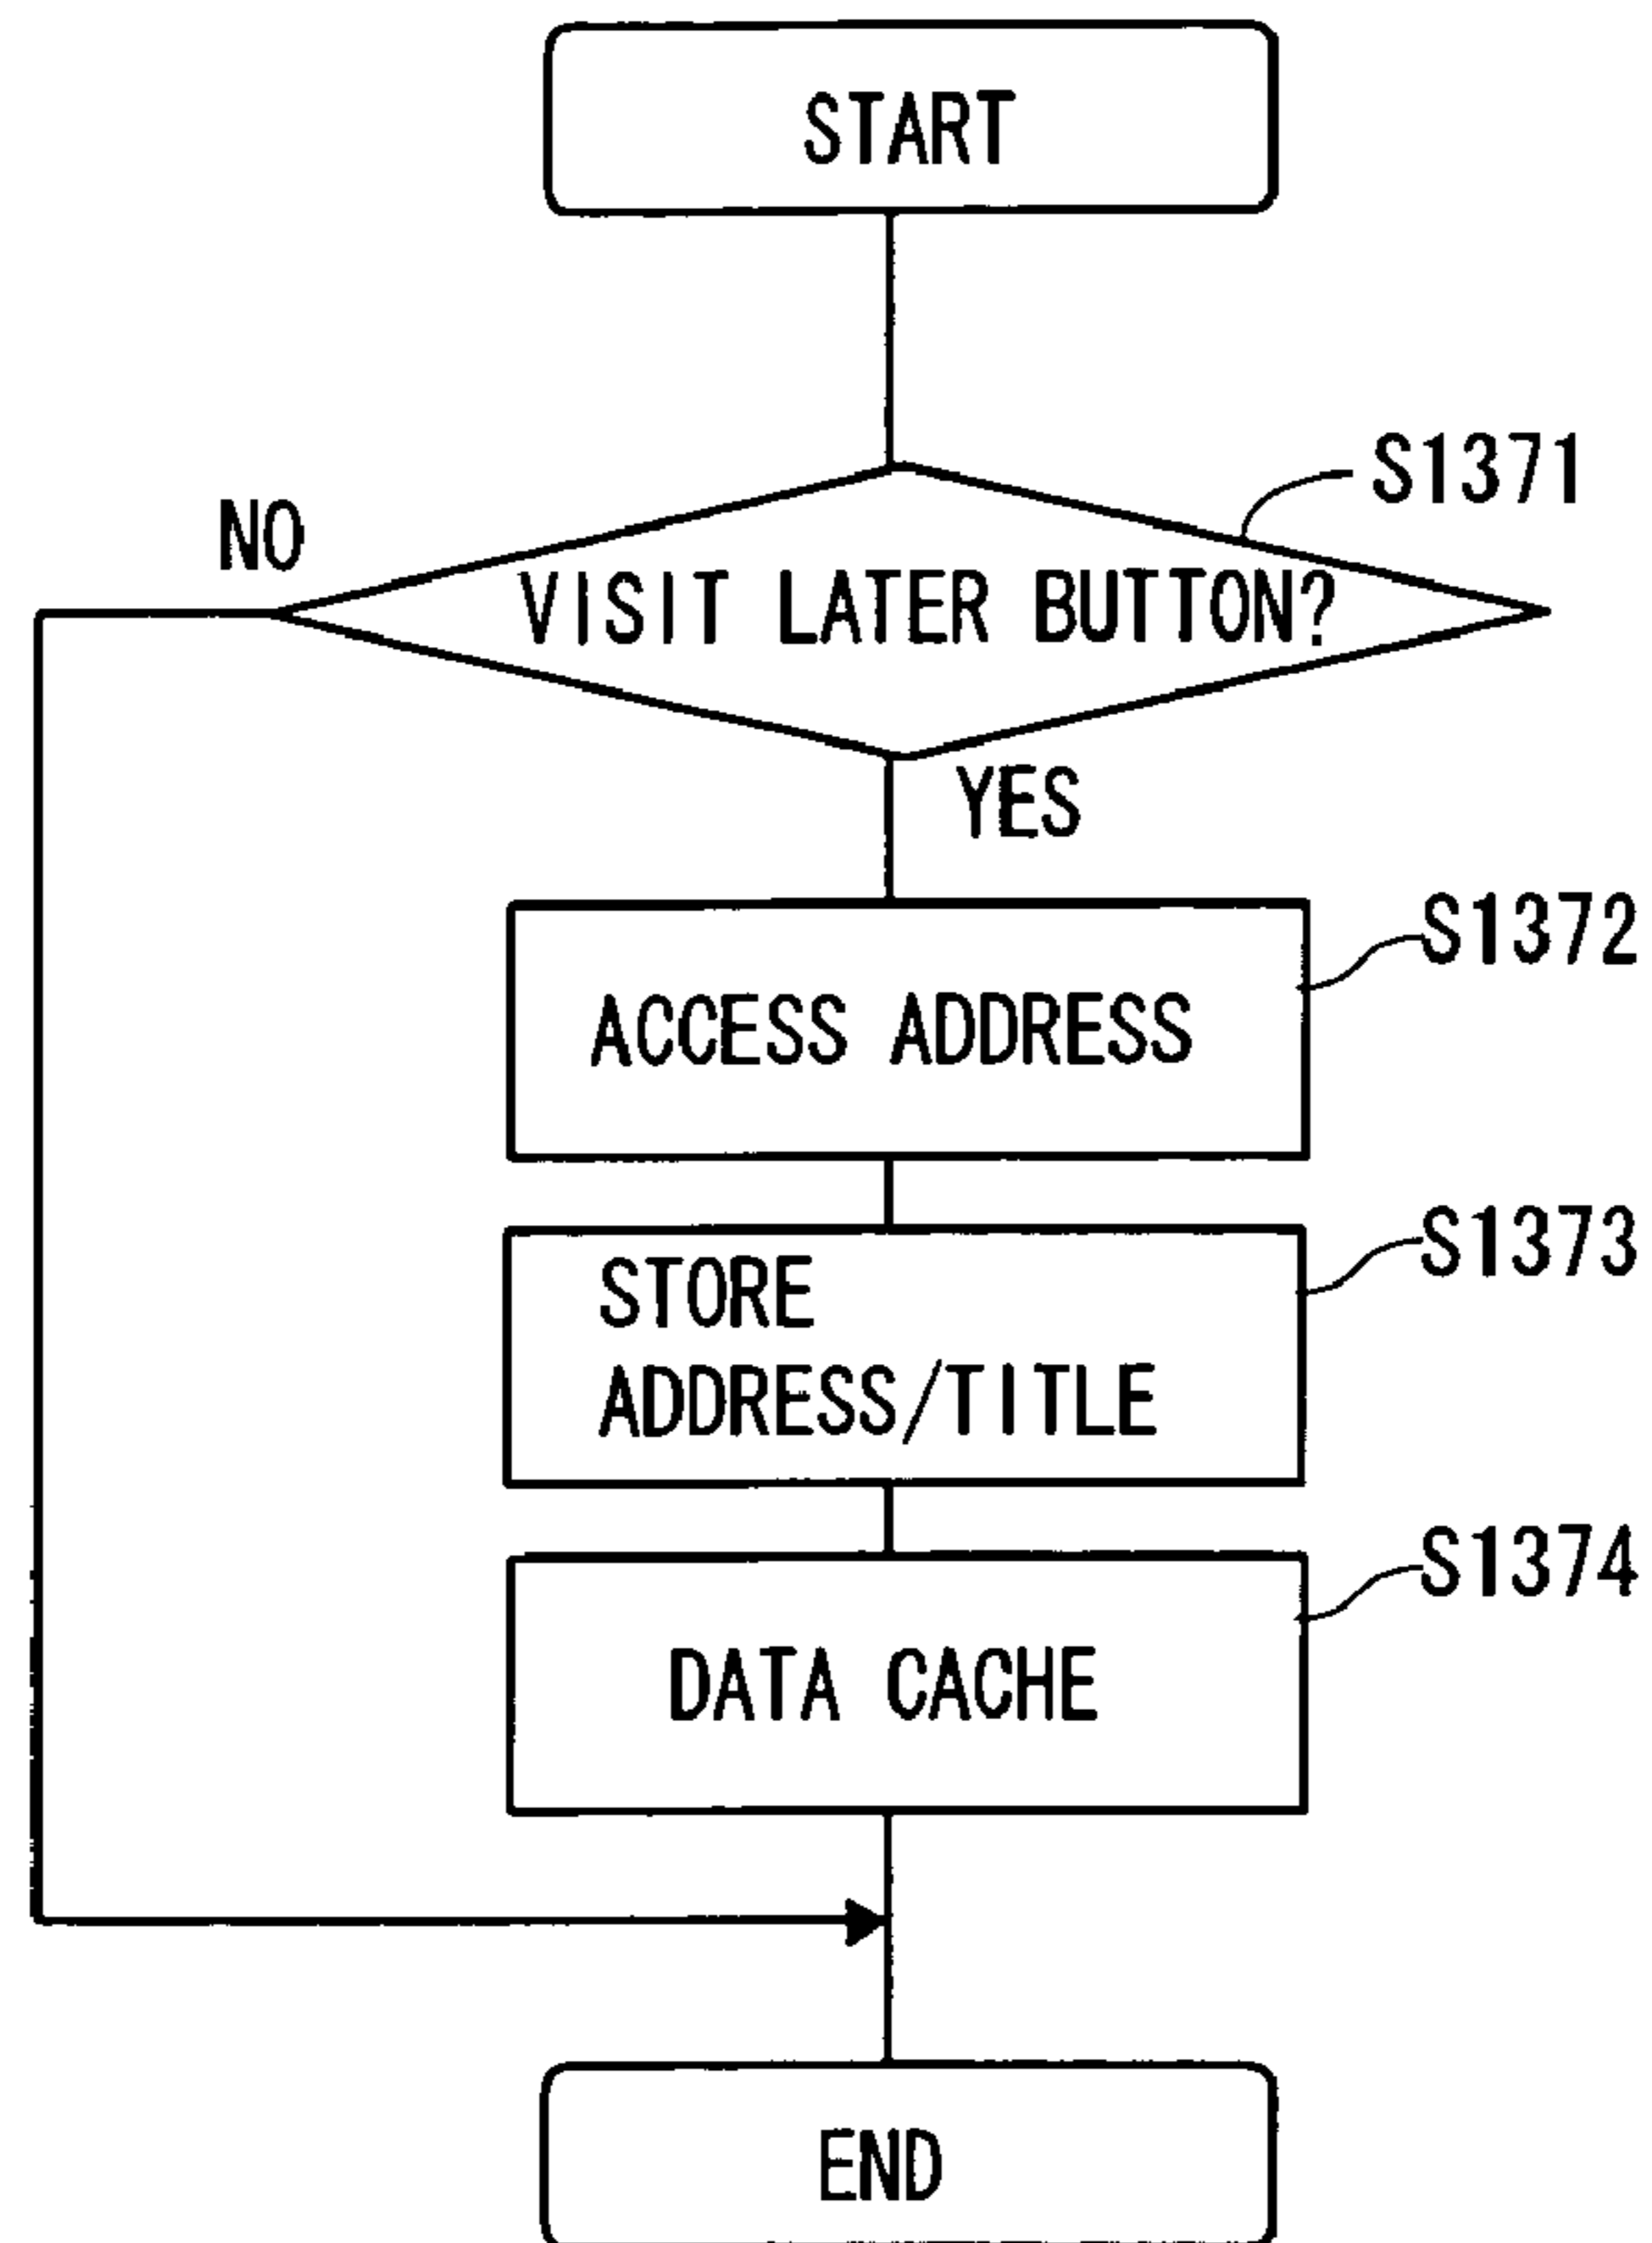 START
S1371
NO
VISIT LATER BUTTON?
YES
S1372
ACCESS ADDRESS
S1373
STORE
ADDRESS/TITLE
S1374
DATA CACHE
END